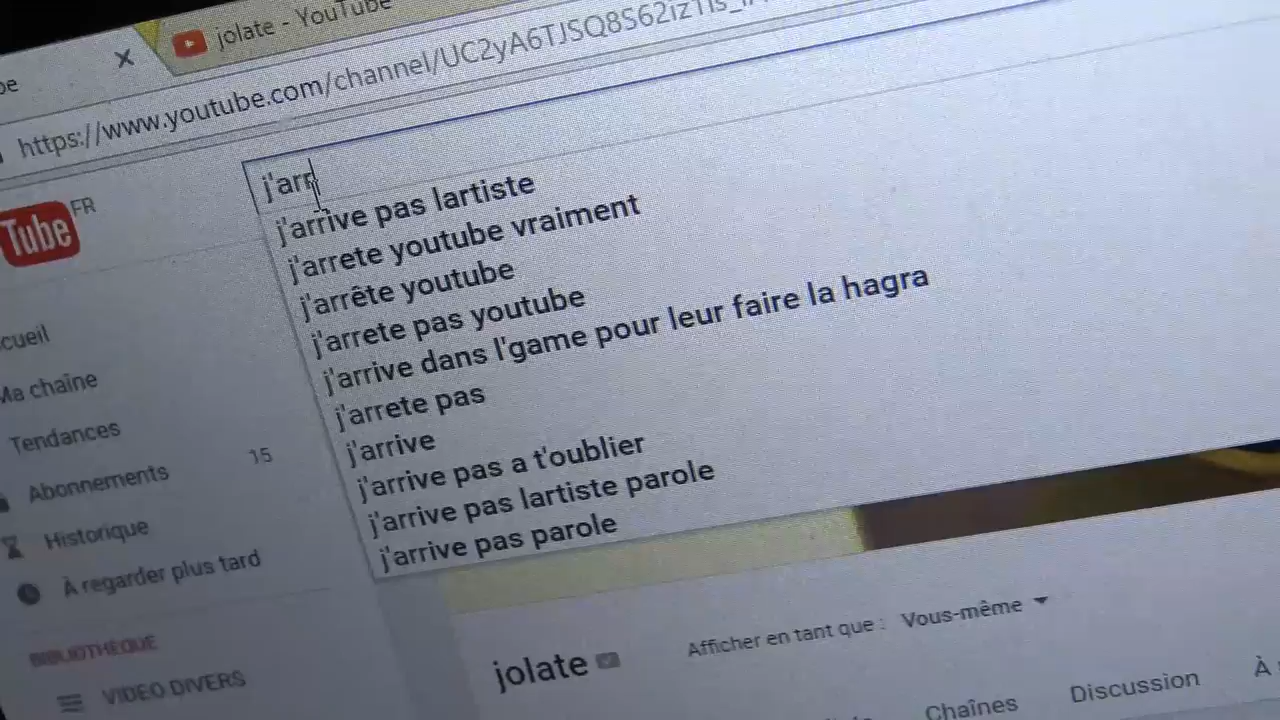 jolate - YouTube
https://www.youtube.com/channel/UC2yA6TJSQ8S62iz
Tube FR
j'arr
j'arrive pas lartiste
j'arrete youtube vraiment
j'arrête youtube
j'arrete pas youtube
j'arrive dans l'game pour leur faire la hagra
j'arrete pas
j'arrive
j'arrive pas a t'oublier
j'arrive pas lartiste parole
j'arrive pas parole
cueil
Ma chaîne
Tendances
Abonnements 15
Historique
À regarder plus tard
BIBLIOTHÈQUE
VIDEO DIVERS
Afficher en tant que : Vous-même
jolate
Chaînes
Discussion
À